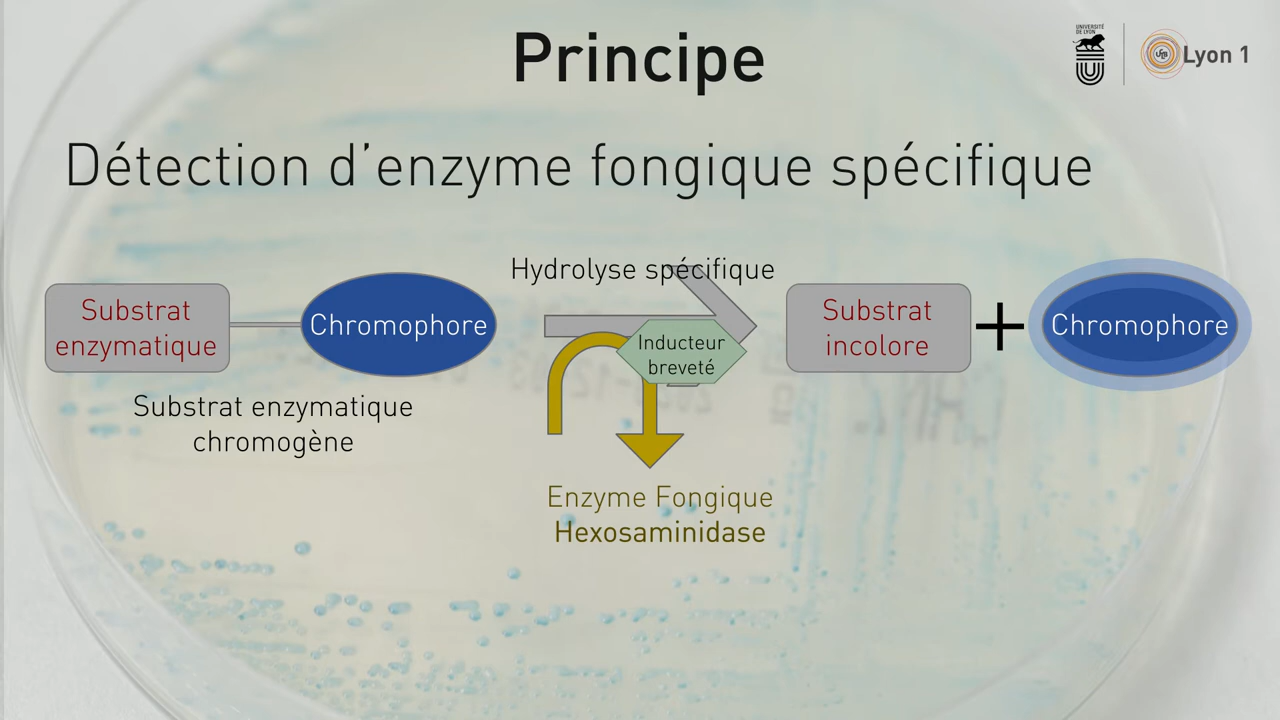 Principe
UNIVERSITÉ
DE LYON
Lyon 1
Détection d’enzyme fongique spécifique
Hydrolyse spécifique
Substrat
enzymatique
Chromophore
Inducteur
breveté
Substrat
incolore
+
Chromophore
Substrat enzymatique
chromogène
Enzyme Fongique
Hexosaminidase